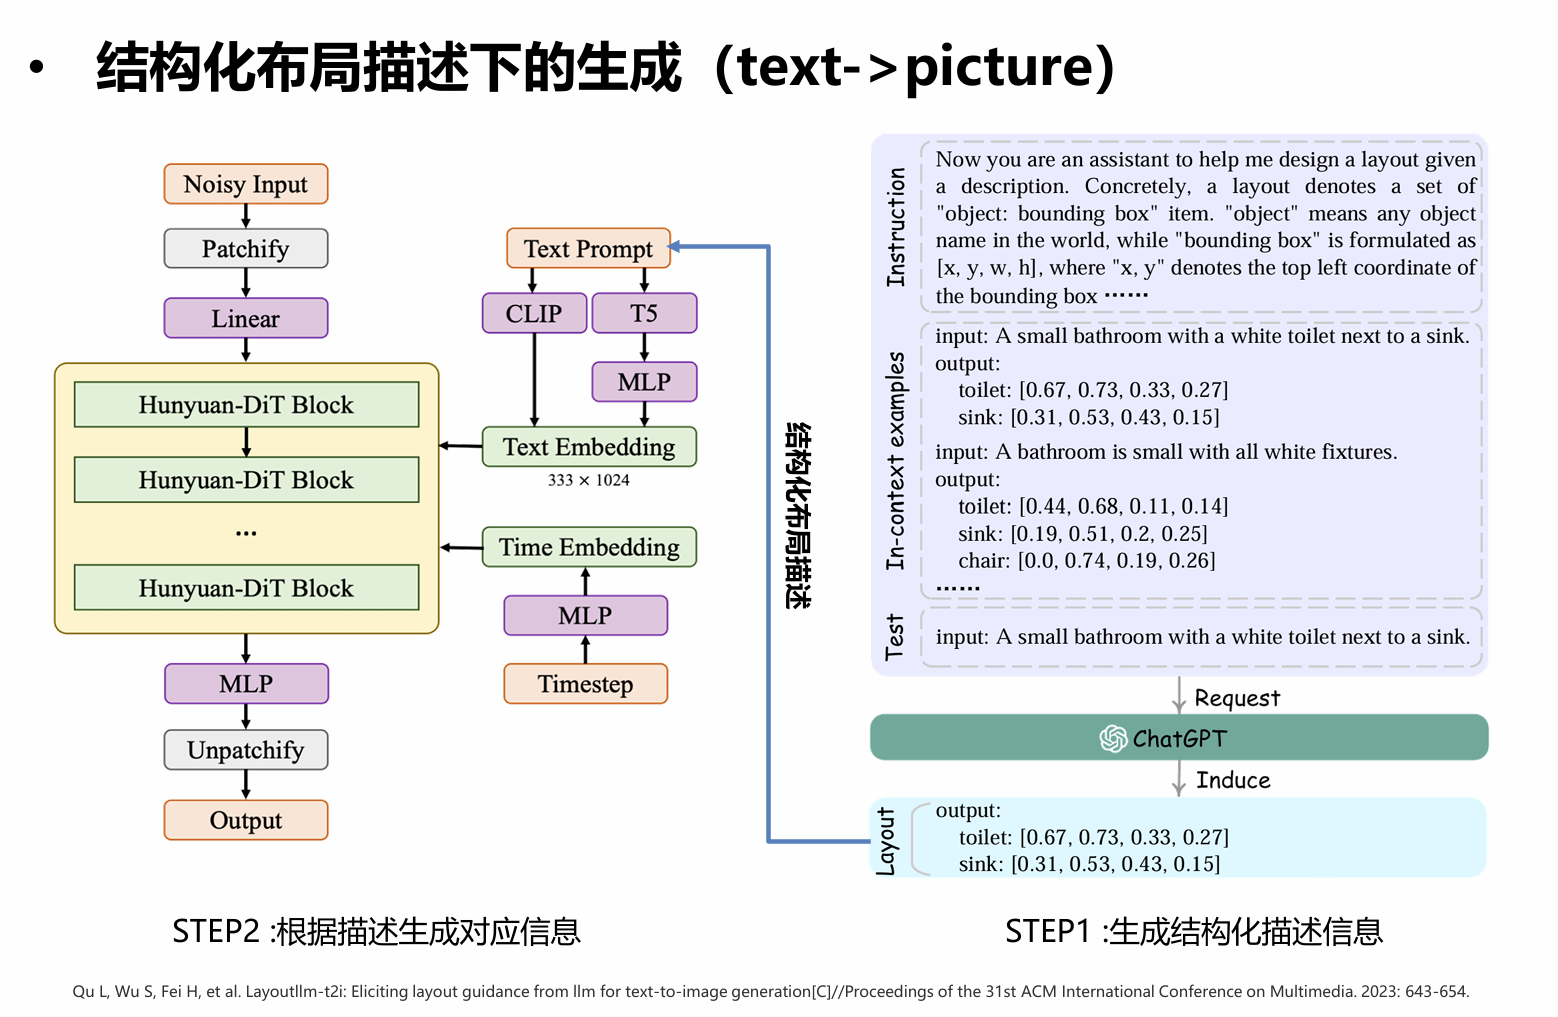 • 结构化布局描述下的生成（text->picture）
Noisy Input
Patchify
Linear
Hunyuan-DiT Block
Hunyuan-DiT Block
...
Hunyuan-DiT Block
MLP
Unpatchify
Output
Text Prompt
CLIP
T5
MLP
Text Embedding
333 × 1024
Time Embedding
MLP
Timestep
结构化布局描述
Instruction
Now you are an assistant to help me design a layout given
a description. Concretely, a layout denotes a set of
"object: bounding box" item. "object" means any object
name in the world, while "bounding box" is formulated as
[x, y, w, h], where "x, y" denotes the top left coordinate of
the bounding box ······
In-context examples
input: A small bathroom with a white toilet next to a sink.
output:
toilet: [0.67, 0.73, 0.33, 0.27]
sink: [0.31, 0.53, 0.43, 0.15]
input: A bathroom is small with all white fixtures.
output:
toilet: [0.44, 0.68, 0.11, 0.14]
sink: [0.19, 0.51, 0.2, 0.25]
chair: [0.0, 0.74, 0.19, 0.26]
······
Test
input: A small bathroom with a white toilet next to a sink.
Request
ChatGPT
Induce
Layout
output:
toilet: [0.67, 0.73, 0.33, 0.27]
sink: [0.31, 0.53, 0.43, 0.15]
STEP2 :根据描述生成对应信息
STEP1 :生成结构化描述信息
Qu L, Wu S, Fei H, et al. Layoutllm-t2i: Eliciting layout guidance from llm for text-to-image generation[C]//Proceedings of the 31st ACM International Conference on Multimedia. 2023: 643-654.